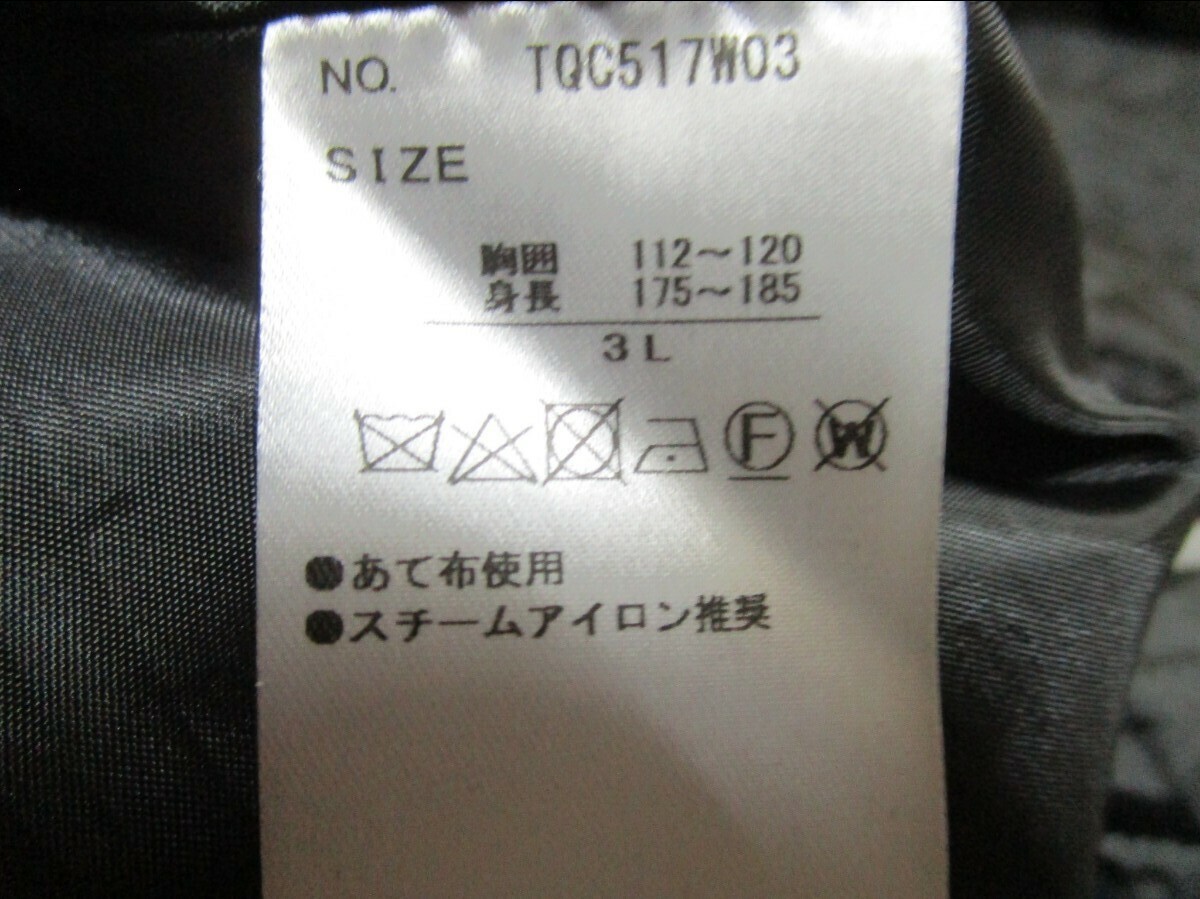 NO. TQC517W03
SIZE
胸囲 112～120
身長 175～185
3L
F W
●あて布使用
●スチームアイロン推奨